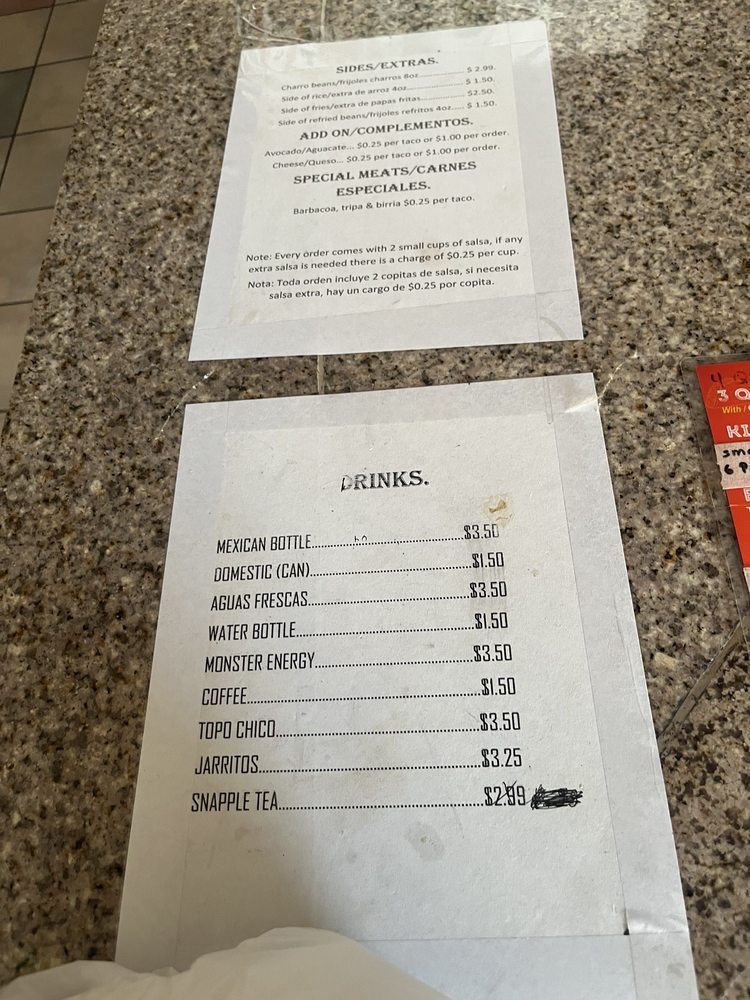 SIDES/EXTRAS.
Charro beans/frijoles charros 8oz.................. $ 2.99.
Side of rice/extra de arroz 4oz................... $ 1.50.
Side of fries/extra de papas fritas....................$2.50.
Side of refried beans/frijoles refritos 4oz..... $ 1.50.
ADD ON/COMPLEMENTOS.
Avocado/Aguacate... $0.25 per taco or $1.00 per order.
Cheese/Queso... $0.25 per taco or $1.00 per order.
SPECIAL MEATS/CARNES
ESPECIALES.
Barbacoa, tripa & birria $0.25 per taco.
Note: Every order comes with 2 small cups of salsa, if any
extra salsa is needed there is a charge of $0.25 per cup.
Nota: Toda orden incluye 2 copitas de salsa, si necesita
salsa extra, hay un cargo de $0.25 por copita.
DRINKS.
MEXICAN BOTTLE..........................................$3.50
DOMESTIC (CAN)............................................$1.50
AGUAS FRESCAS............................................$3.50
WATER BOTTLE................................................$1.50
MONSTER ENERGY..........................................$3.50
COFFEE...........................................................$1.50
TOPO CHICO...................................................$3.50
JARRITOS.......................................................$3.25
SNAPPLE TEA..................................................$2.99
4
3
With /
KI
6